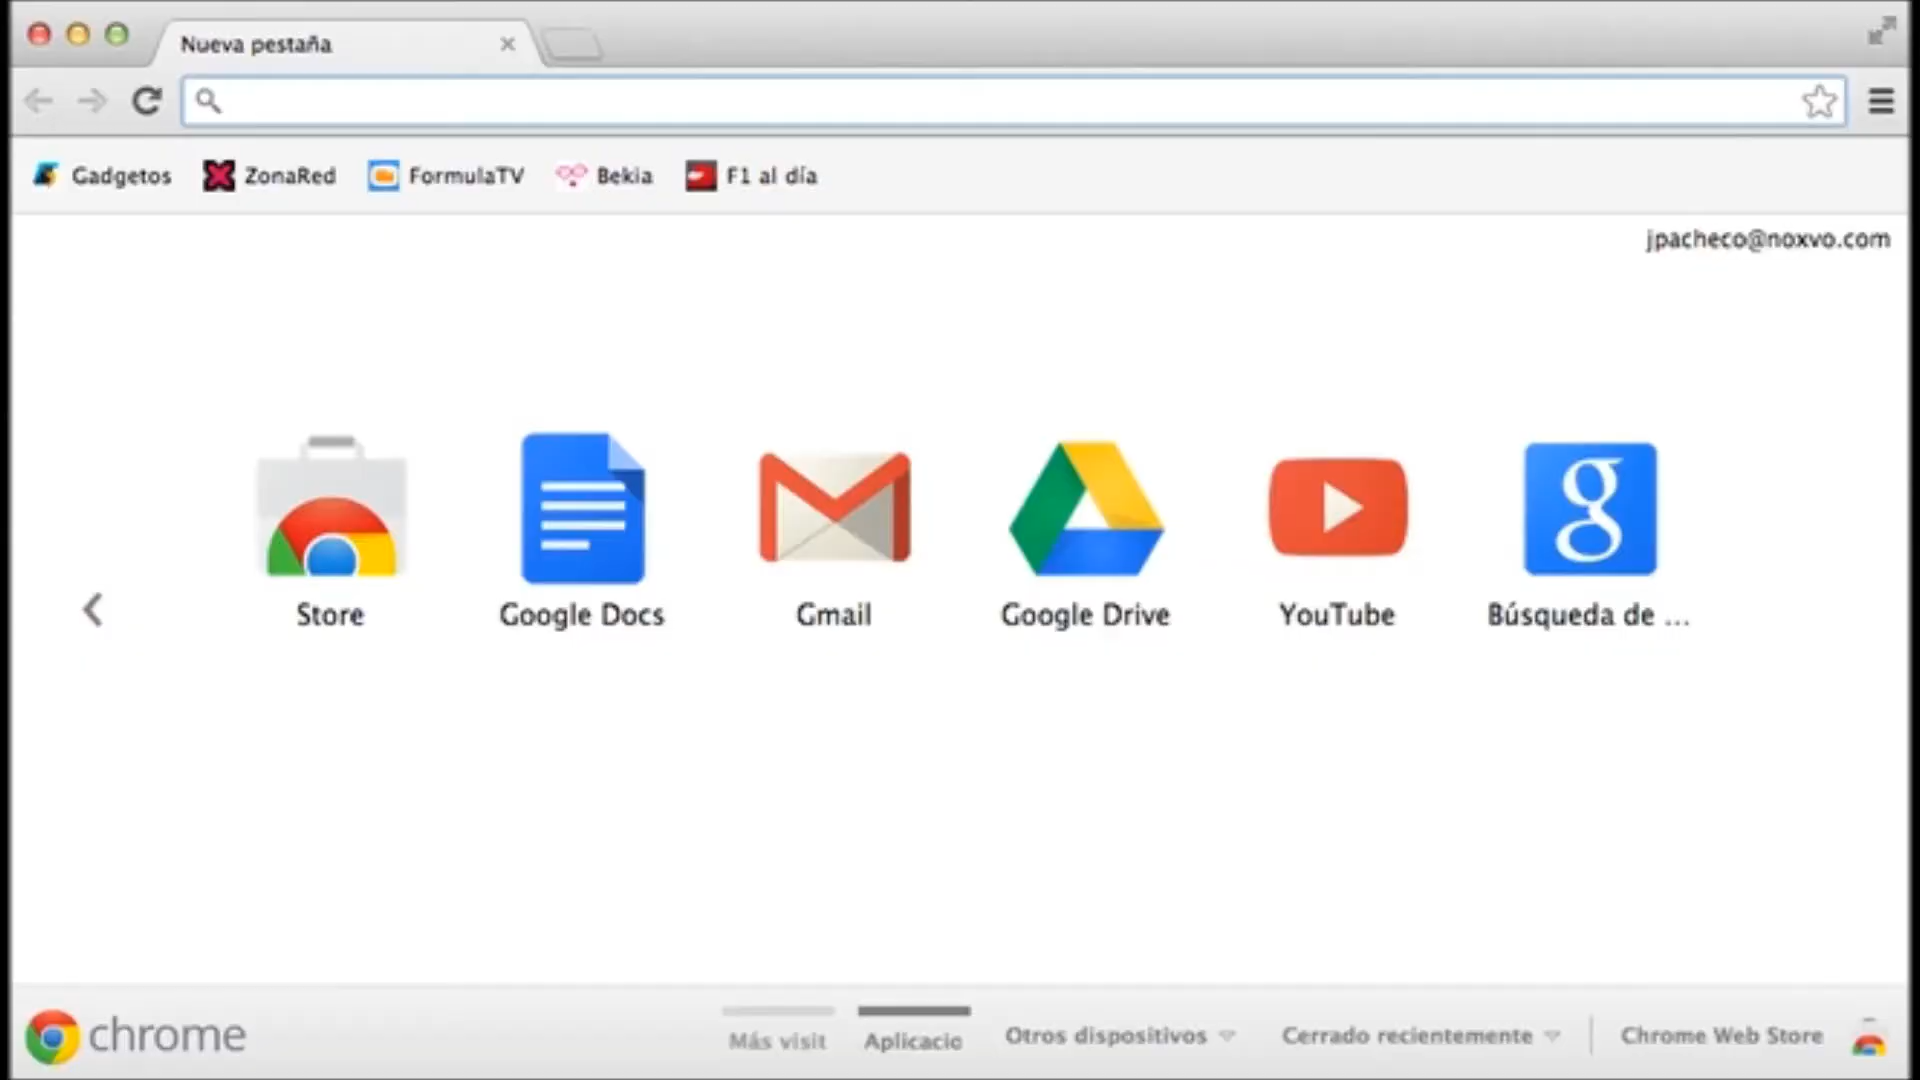 Nueva pestaña
Gadgetos ZonaRed FormulaTV Bekia F1 al día
jpacheco@noxvo.com
Store Google Docs Gmail Google Drive YouTube Búsqueda de ...
chrome Más visit Aplicacio Otros dispositivos Cerrado recientemente Chrome Web Store